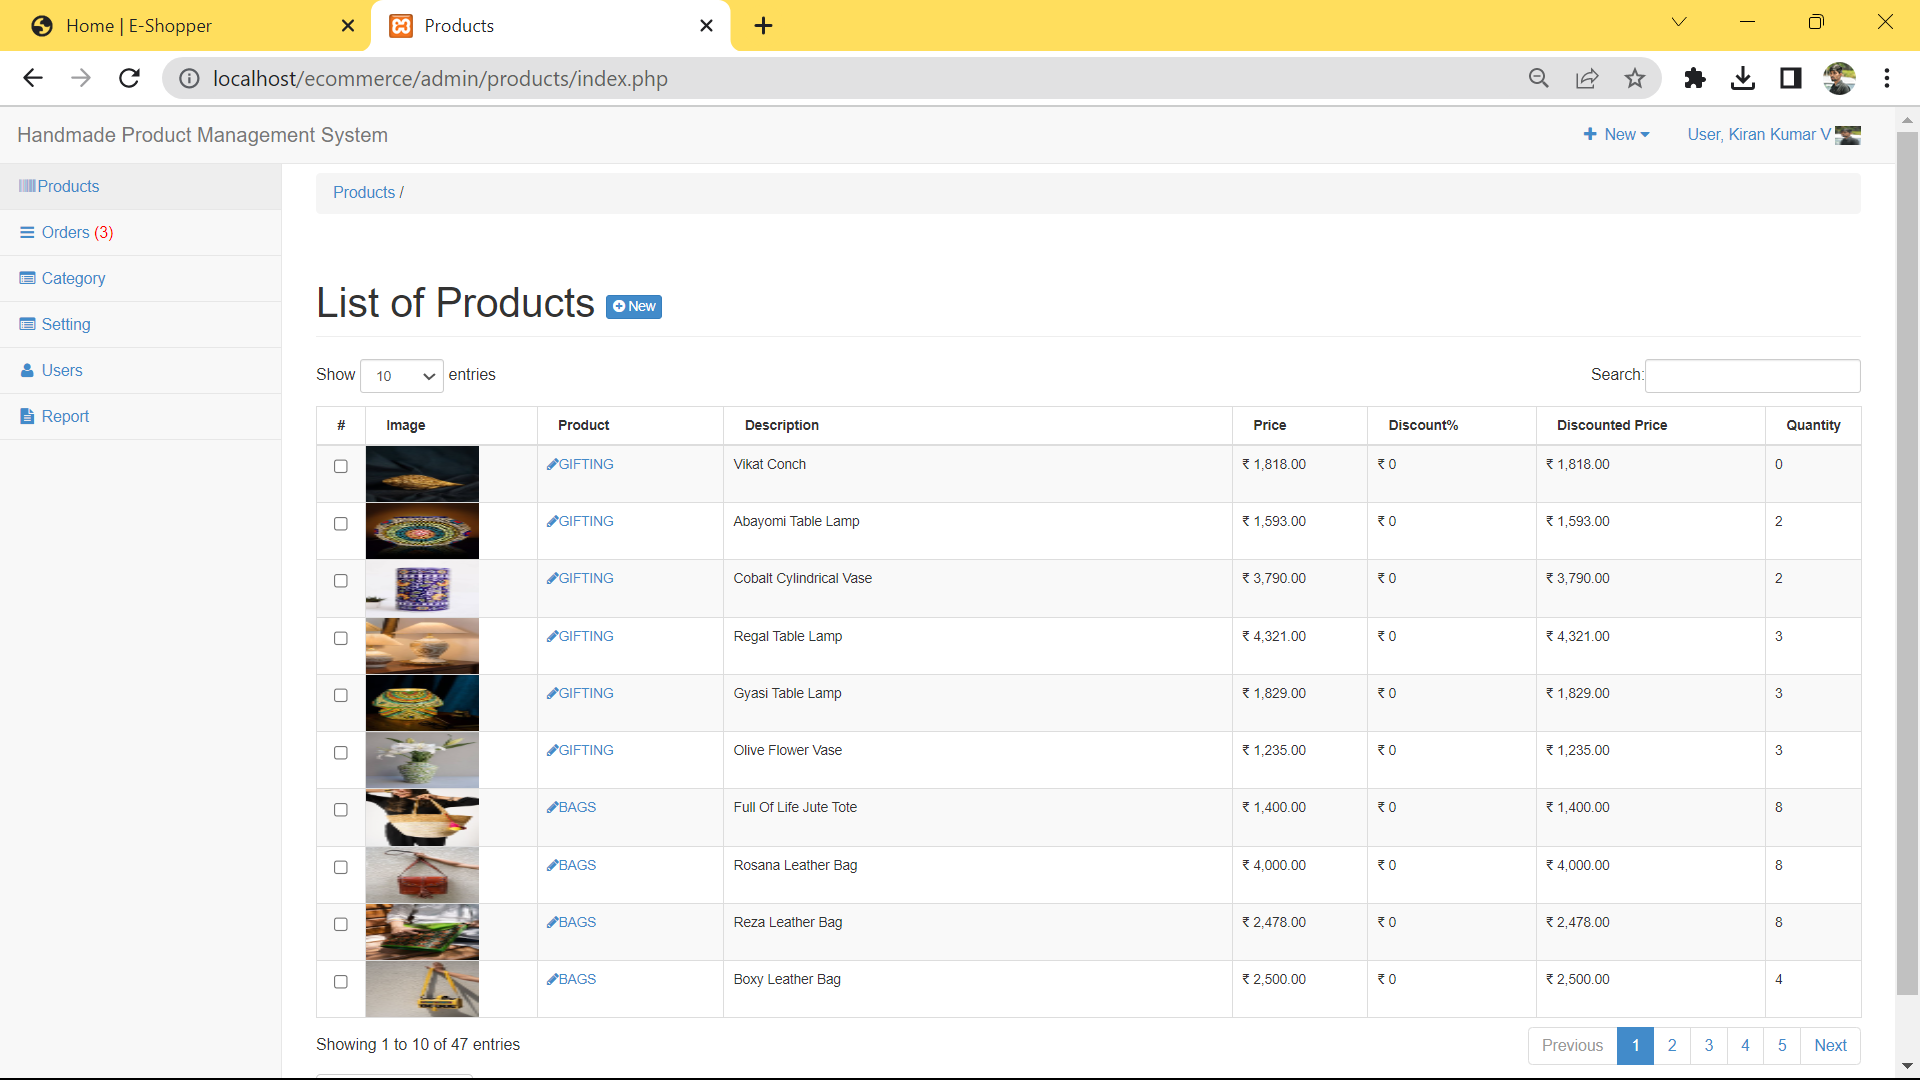 Home | E-Shopper
Products
localhost/ecommerce/admin/products/index.php
Handmade Product Management System
New
User, Kiran Kumar V
Products
Orders (3)
Category
Setting
Users
Report
Products /
List of Products New
Show 10 entries
Search:
# Image Product Description Price Discount% Discounted Price Quantity
GIFTING Vikat Conch ₹ 1,818.00 ₹ 0 ₹ 1,818.00 0
GIFTING Abayomi Table Lamp ₹ 1,593.00 ₹ 0 ₹ 1,593.00 2
GIFTING Cobalt Cylindrical Vase ₹ 3,790.00 ₹ 0 ₹ 3,790.00 2
GIFTING Regal Table Lamp ₹ 4,321.00 ₹ 0 ₹ 4,321.00 3
GIFTING Gyasi Table Lamp ₹ 1,829.00 ₹ 0 ₹ 1,829.00 3
GIFTING Olive Flower Vase ₹ 1,235.00 ₹ 0 ₹ 1,235.00 3
BAGS Full Of Life Jute Tote ₹ 1,400.00 ₹ 0 ₹ 1,400.00 8
BAGS Rosana Leather Bag ₹ 4,000.00 ₹ 0 ₹ 4,000.00 8
BAGS Reza Leather Bag ₹ 2,478.00 ₹ 0 ₹ 2,478.00 8
BAGS Boxy Leather Bag ₹ 2,500.00 ₹ 0 ₹ 2,500.00 4
Showing 1 to 10 of 47 entries
Previous 1 2 3 4 5 Next